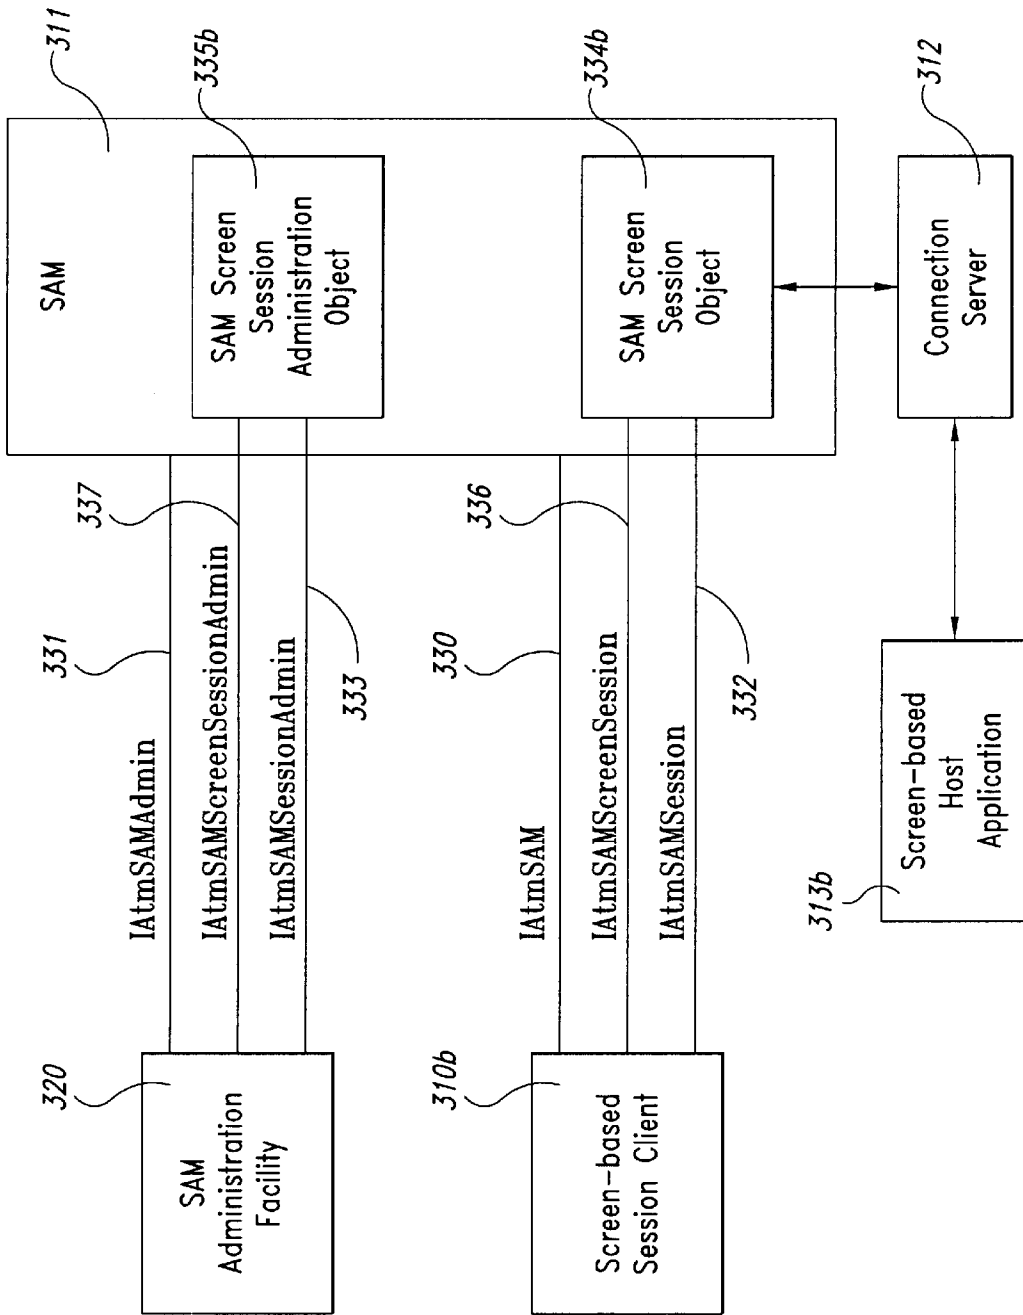 311
SAM
335b
SAM Screen
Session
Administration
Object
334b
SAM Screen
Session
Object
312
Connection
Server
331
337
333
IAtmSAMAdmin
IAtmSAMScreenSessionAdmin
IAtmSAMSessionAdmin
330
336
332
IAtmSAM
IAtmSAMScreenSession
IAtmSAMSession
313b
Screen-based
Host
Application
320
SAM
Administration
Facility
310b
Screen-based
Session Client